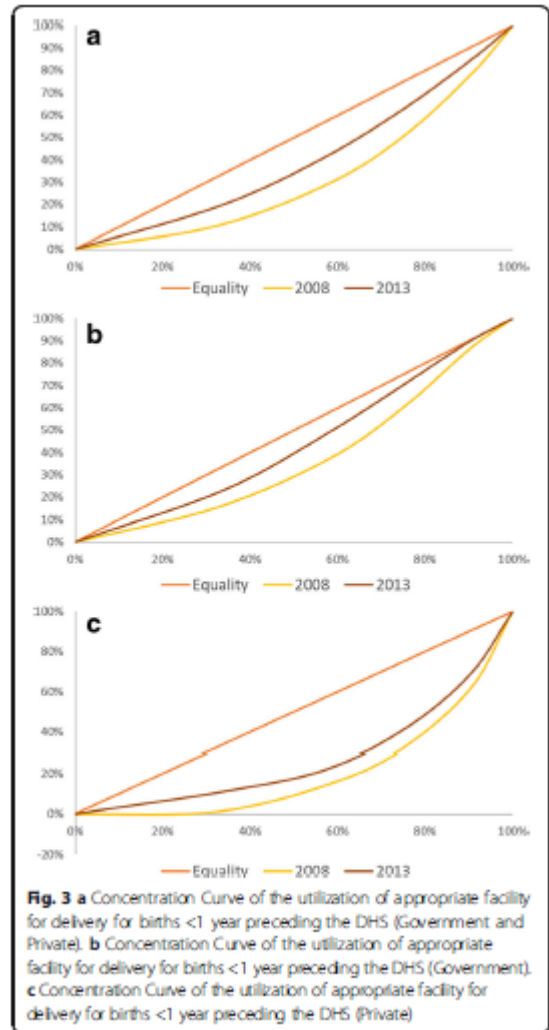 a
100%
90%
80%
70%
60%
50%
40%
30%
20%
10%
0%
0% 20% 40% 60% 80% 100%
Equality 2008 2013
b
100%
90%
80%
70%
60%
50%
40%
30%
20%
10%
0%
0% 20% 40% 60% 80% 100%
Equality 2008 2013
c
100%
80%
60%
40%
20%
0%
-20%
0% 20% 40% 60% 80% 100%
Equality 2008 2013
Fig. 3 a Concentration Curve of the utilization of appropriate facility
for delivery for births <1 year preceding the DHS (Government and
Private). b Concentration Curve of the utilization of appropriate
facility for delivery for births <1 year preceding the DHS (Government).
c Concentration Curve of the utilization of appropriate facility for
delivery for births <1 year preceding the DHS (Private)